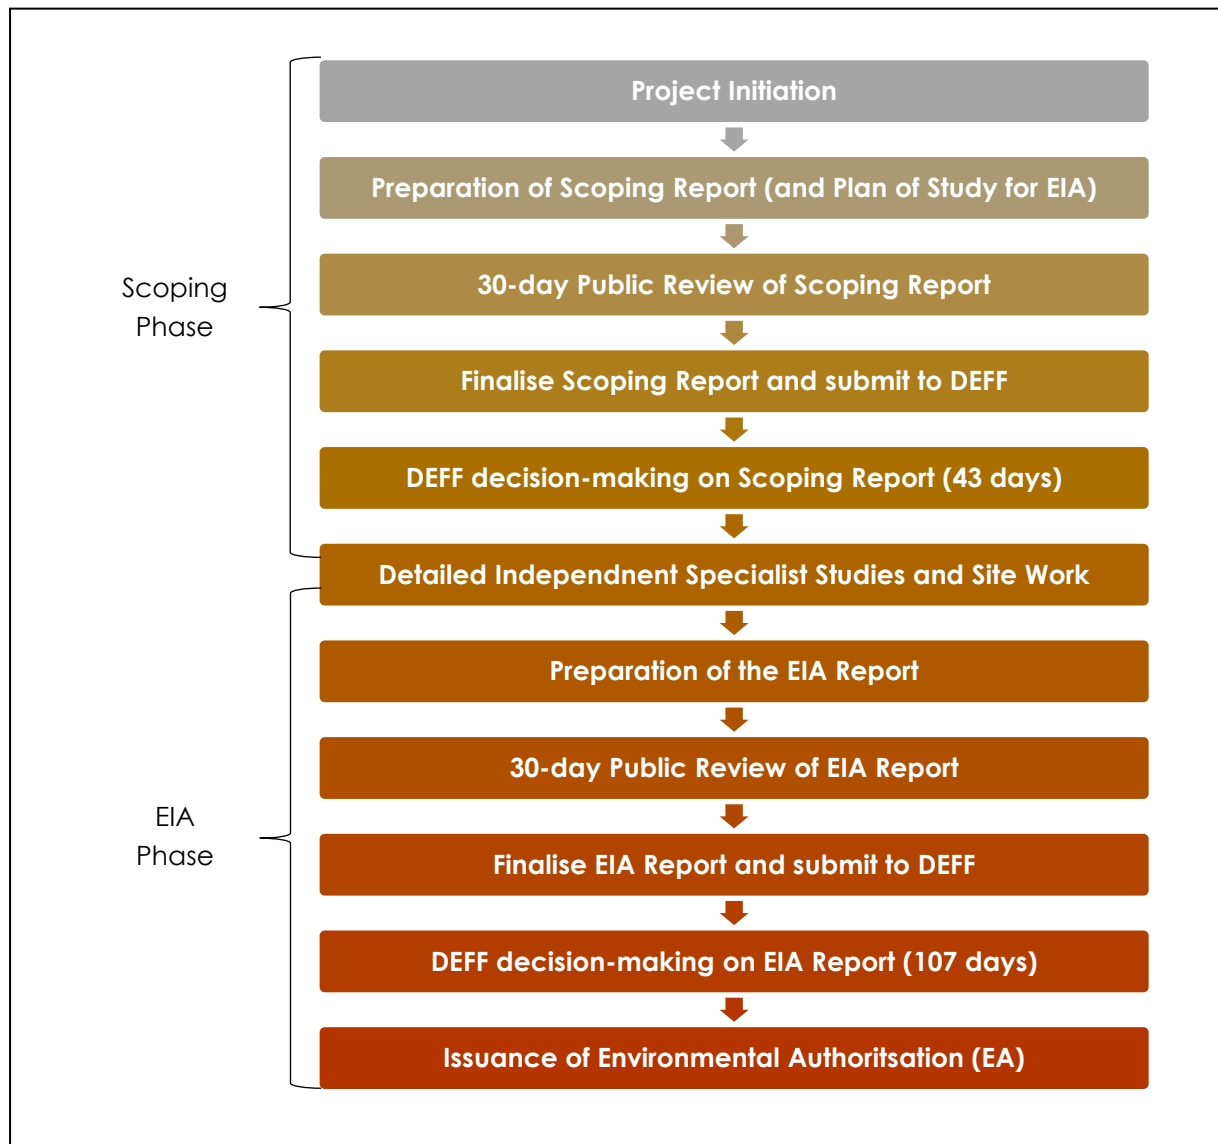 Project Initiation
Preparation of Scoping Report (and Plan of Study for EIA)
30-day Public Review of Scoping Report
Scoping
Phase
Finalise Scoping Report and submit to DEFF
DEFF decision-making on Scoping Report (43 days)
Detailed Independnent Specialist Studies and Site Work
Preparation of the EIA Report
30-day Public Review of EIA Report
EIA
Phase
Finalise EIA Report and submit to DEFF
DEFF decision-making on EIA Report (107 days)
Issuance of Environmental Authoritsation (EA)